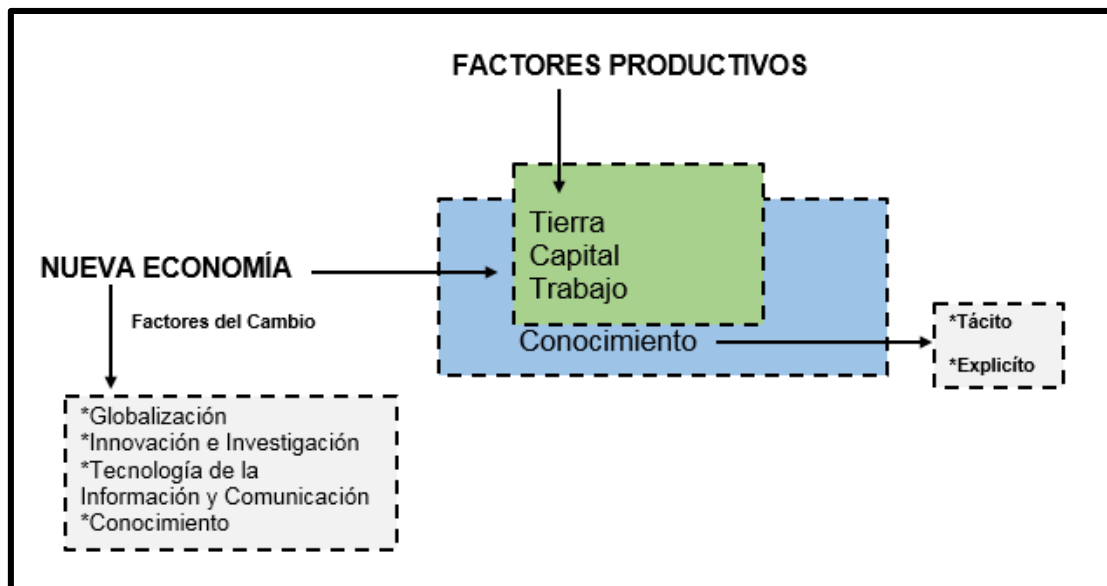 FACTORES PRODUCTIVOS
Tierra
Capital
Trabajo
NUEVA ECONOMÍA
Factores del Cambio
Conocimiento
*Tácito
*Explicíto
*Globalización
*Innovación e Investigación
*Tecnología de la
Información y Comunicación
*Conocimiento